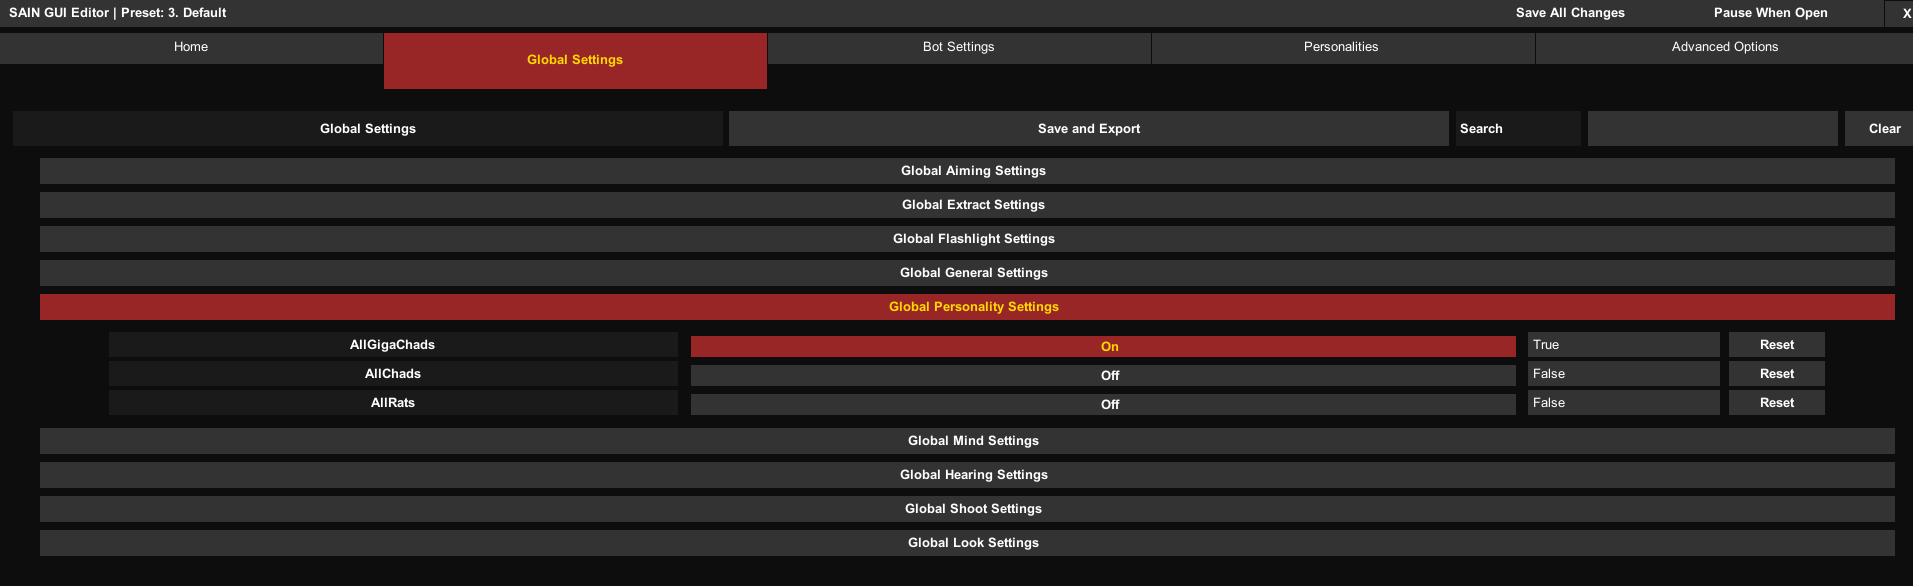 SAIN GUI Editor | Preset: 3. Default Save All Changes Pause When Open X
Home Global Settings Bot Settings Personalities Advanced Options
Global Settings Save and Export Search Clear
Global Aiming Settings
Global Extract Settings
Global Flashlight Settings
Global General Settings
Global Personality Settings
AllGigaChads On True Reset
AllChads Off False Reset
AllRats Off False Reset
Global Mind Settings
Global Hearing Settings
Global Shoot Settings
Global Look Settings